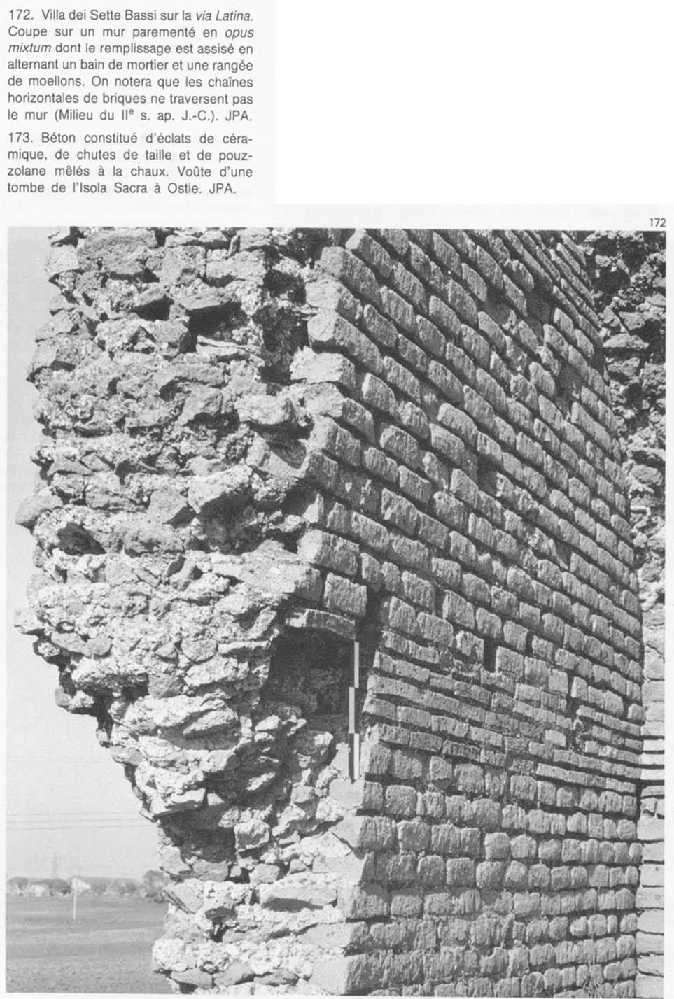 172. Villa dei Sette Bassi sur la via Latina.
Coupe sur un mur parementé en opus
mixtum dont le remplissage est assisé en
alternant un bain de mortier et une rangée
de moellons. On notera que les chaînes
horizontales de briques ne traversent pas
le mur (Milieu du IIe s. ap. J.-C.). JPA.
173. Béton constitué d'éclats de céra-
mique, de chutes de taille et de pouz-
zolane mêlés à la chaux. Voûte d'une
tombe de l'Isola Sacra à Ostie. JPA.
172